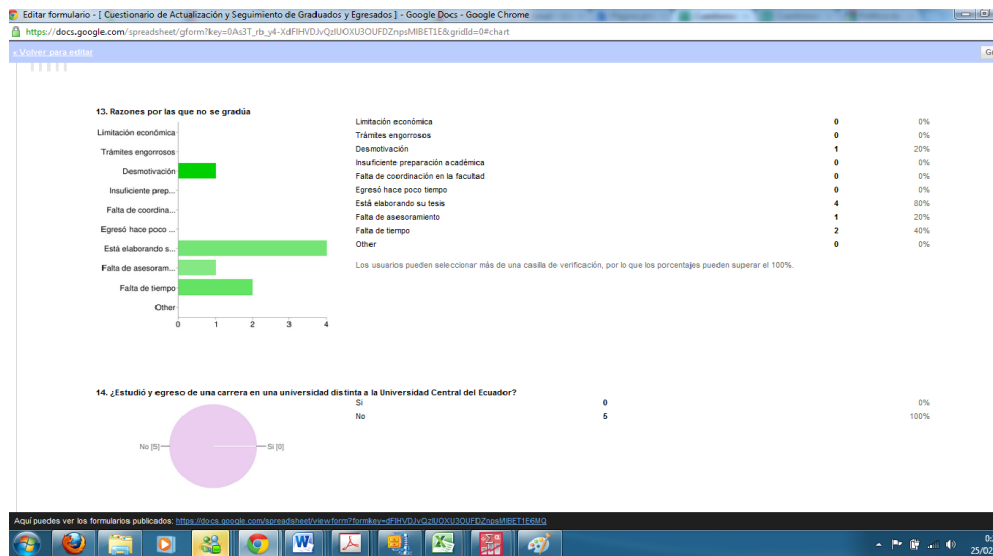 Editar formulario - [ Cuestionario de Actualización y Seguimiento de Graduados y Egresados ] - Google Docs - Google Chrome
https://docs.google.com/spreadsheet/gform?key=0As3T_rb_y4-XdFlHVDJvQzlUOXU3OUFDZnpsMlBET1E&gridId=0#chart
« Volver para editar
13. Razones por las que no se gradúa
Limitación económica
Trámites engorrosos
Desmotivación
Insuficiente prep...
Falta de coordina...
Egresó hace poco ...
Está elaborando s...
Falta de asesoram...
Falta de tiempo
Other
0 1 2 3 4
Limitación económica 0 0%
Trámites engorrosos 0 0%
Desmotivación 1 20%
Insuficiente preparación académica 0 0%
Falta de coordinación en la facultad 0 0%
Egresó hace poco tiempo 0 0%
Está elaborando su tesis 4 80%
Falta de asesoramiento 1 20%
Falta de tiempo 2 40%
Other 0 0%
Los usuarios pueden seleccionar más de una casilla de verificación, por lo que los porcentajes pueden superar el 100%.
14. ¿Estudió y egreso de una carrera en una universidad distinta a la Universidad Central del Ecuador?
Si 0 0%
No 5 100%
No [5] Si [0]
Aquí puedes ver los formularios publicados: https://docs.google.com/spreadsheet/viewform?formkey=dFlHVDJvQzlUOXU3OUFDZnpsMlBET1E6MQ